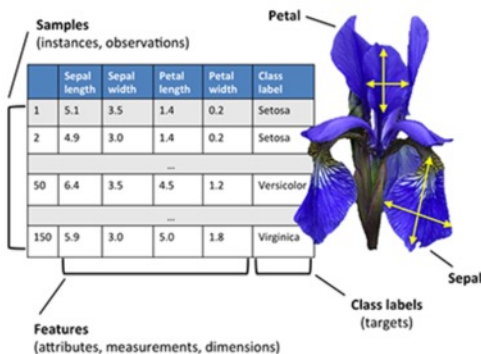 Samples
(instances, observations)
Petal
Sepal length Sepal width Petal length Petal width Class label
1 5.1 3.5 1.4 0.2 Setosa
2 4.9 3.0 1.4 0.2 Setosa
...
50 6.4 3.5 4.5 1.2 Versicolor
...
150 5.9 3.0 5.0 1.8 Virginica
Sepal
Class labels
(targets)
Features
(attributes, measurements, dimensions)